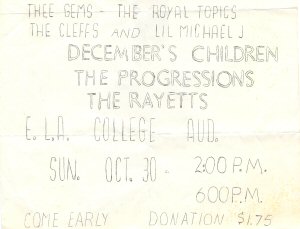 THEE GEMS - THE ROYAL TOPICS
THE CLEFFS AND LIL MICHAEL J
DECEMBER'S CHILDREN
THE PROGRESSIONS
THE RAYETTS
E.L.A. COLLEGE AUD.
SUN. OCT. 30 - 2:00 P.M.
6:00 P.M.
COME EARLY DONATION $1.75